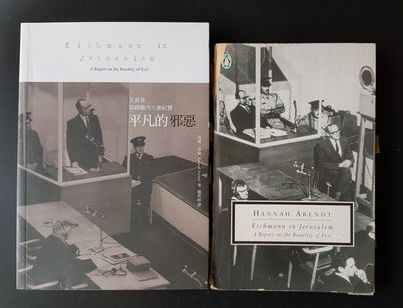 Eichmann in
Jerusalem
A Report on the Banality of Evil
艾希曼
耶路撒冷大審紀實
平凡的邪惡
HANNAH ARENDT
Eichmann in Jerusalem
A Report on the Banality of Evil